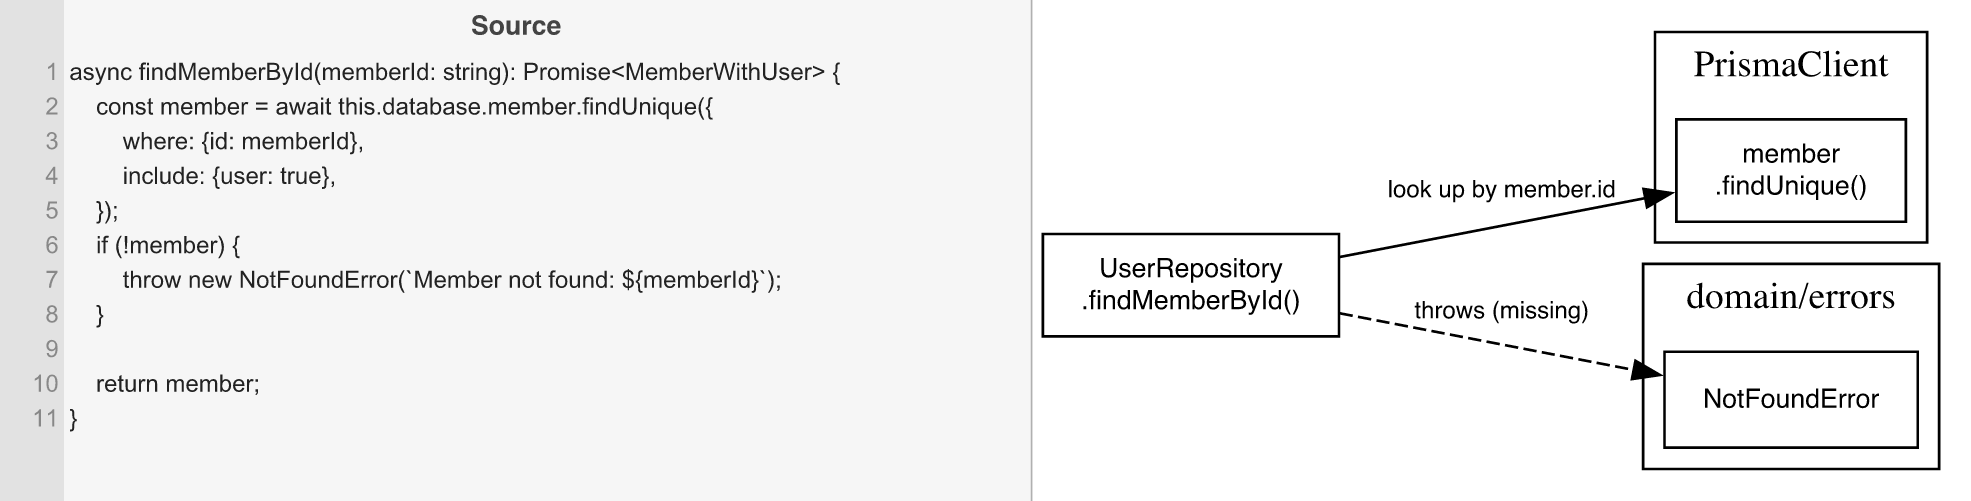 Source
1 async findMemberById(memberId: string): Promise<MemberWithUser> {
2 const member = await this.database.member.findUnique({
3 where: {id: memberId},
4 include: {user: true},
5 });
6 if (!member) {
7 throw new NotFoundError(`Member not found: ${memberId}`);
8 }
9
10 return member;
11 }
UserRepository
.findMemberById()
look up by member.id
throws (missing)
PrismaClient
member
.findUnique()
domain/errors
NotFoundError